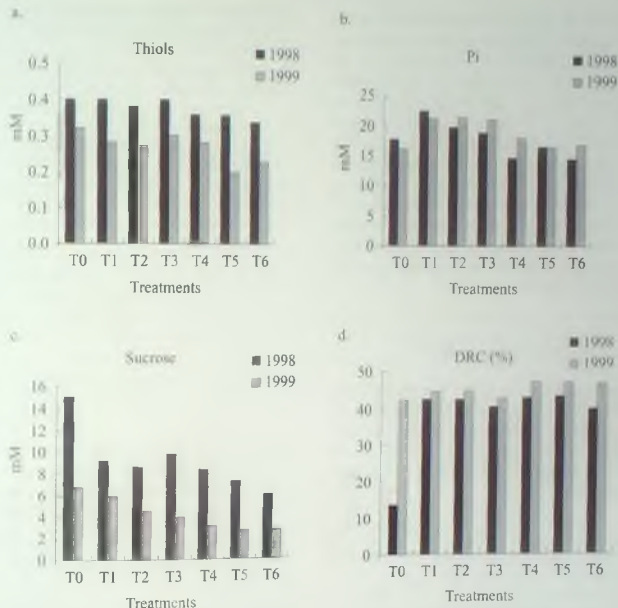 a.
Thiols
1998
1999
0.5
0.4
0.3
0.2
0.1
0.0
mM
T0 T1 T2 T3 T4 T5 T6
Treatments
b.
Pi
1998
1999
25
20
15
10
5
0
mM
T0 T1 T2 T3 T4 T5 T6
Treatments
c.
Sucrose
1998
1999
16
14
12
10
8
6
4
2
0
mM
T0 T1 T2 T3 T4 T5 T6
Treatments
d.
DRC (%)
1998
1999
50
40
30
20
10
0
T0 T1 T2 T3 T4 T5 T6
Treatments